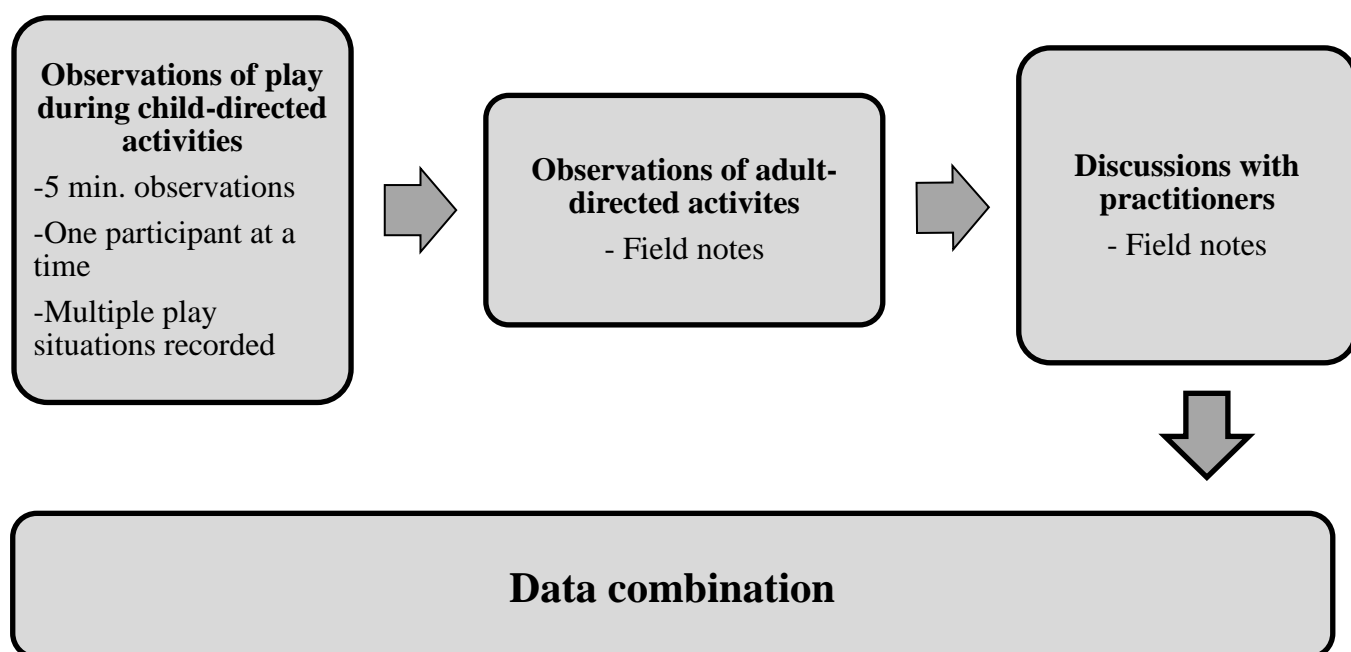 Observations of play
during child-directed
activities
-5 min. observations
-One participant at a
time
-Multiple play
situations recorded
Observations of adult-
directed activites
- Field notes
Discussions with
practitioners
- Field notes
Data combination